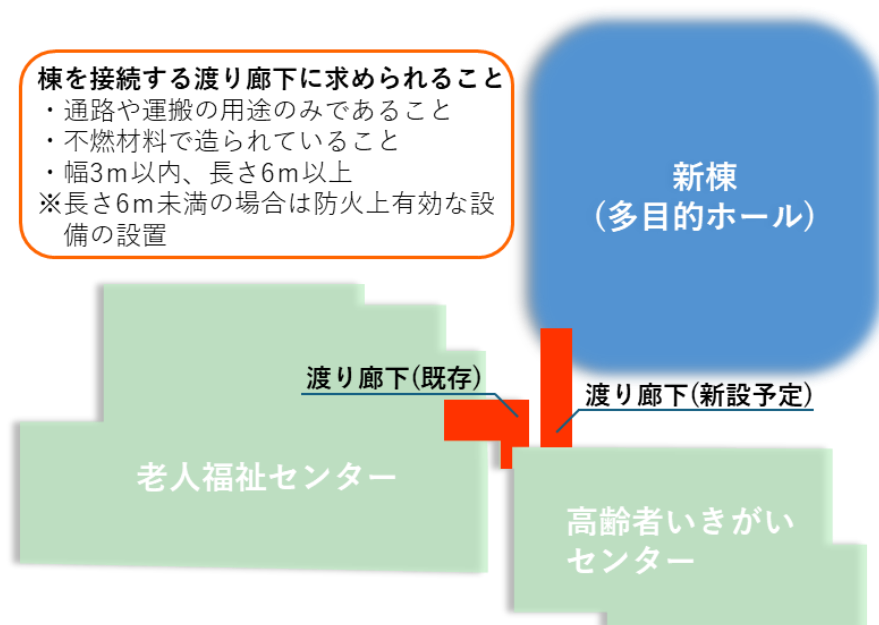 棟を接続する渡り廊下に求められること
・通路や運搬の用途のみであること
・不燃材料で造られていること
・幅3m以内、長さ6m以上
※長さ6m未満の場合は防火上有効な設
備の設置
新棟
(多目的ホール)
渡り廊下(既存)
渡り廊下(新設予定)
老人福祉センター
高齢者いきがい
センター